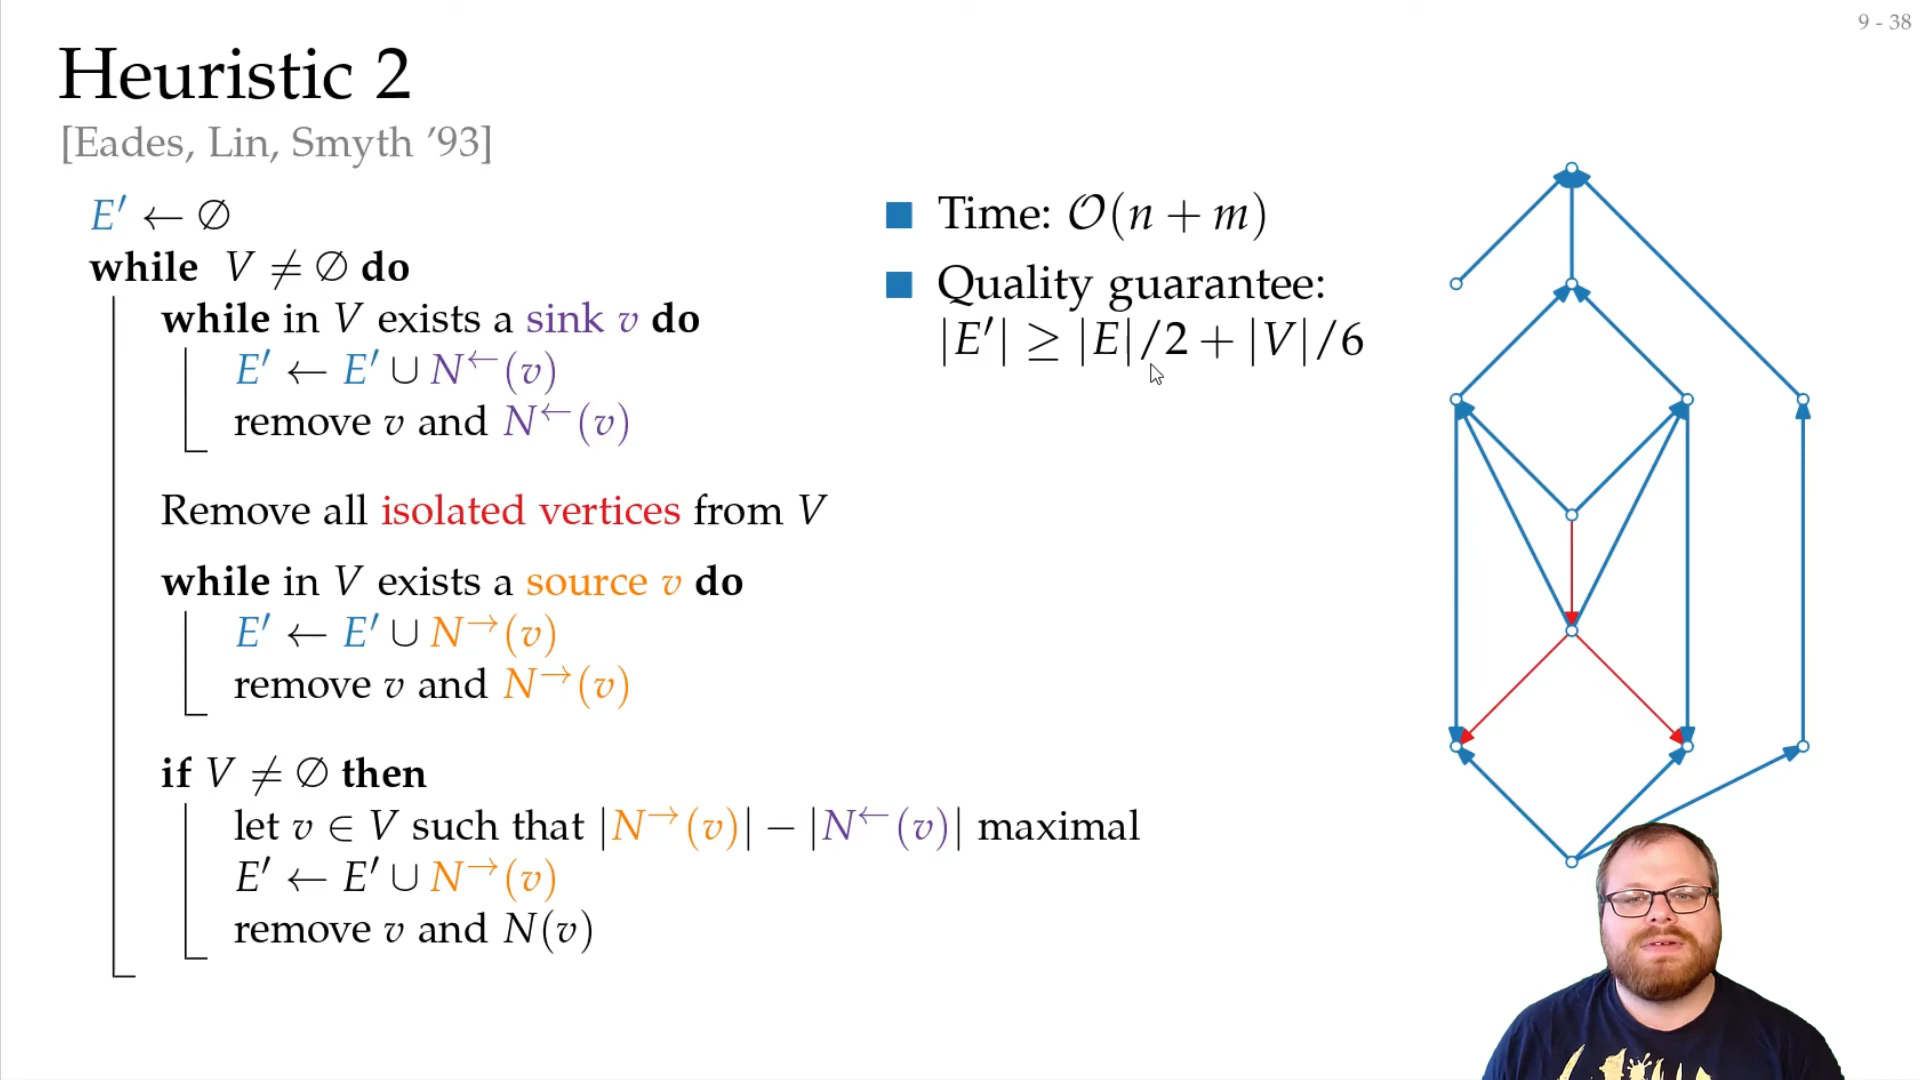 9 - 38
Heuristic 2
[Eades, Lin, Smyth ’93]
E′ ← ∅
while V ≠ ∅ do
while in V exists a sink v do
E′ ← E′ ∪ N←(v)
remove v and N←(v)
Remove all isolated vertices from V
while in V exists a source v do
E′ ← E′ ∪ N→(v)
remove v and N→(v)
if V ≠ ∅ then
let v ∈ V such that |N→(v)| − |N←(v)| maximal
E′ ← E′ ∪ N→(v)
remove v and N(v)
■ Time: O(n + m)
■ Quality guarantee:
|E′| ≥ |E|/2 + |V|/6